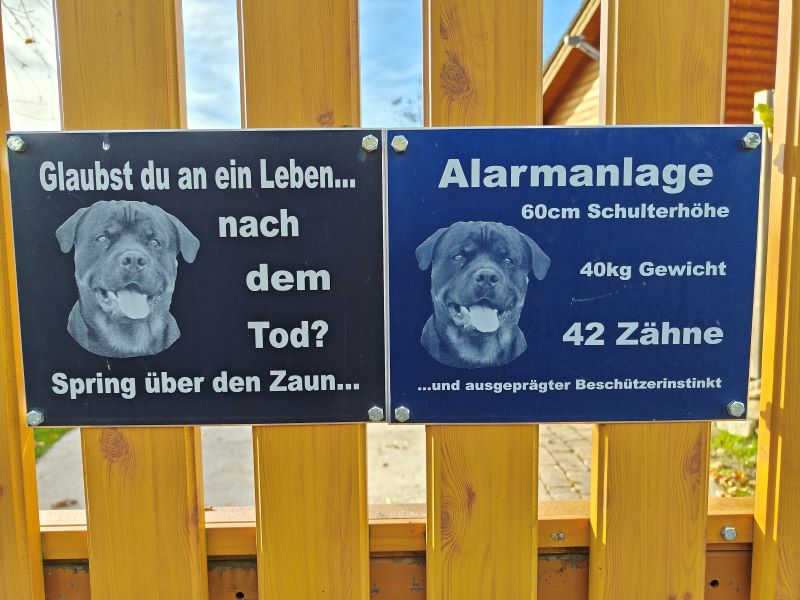 Glaubst du an ein Leben...
nach
dem
Tod?
Spring über den Zaun...
Alarmanlage
60cm Schulterhöhe
40kg Gewicht
42 Zähne
...und ausgeprägter Beschützerinstinkt